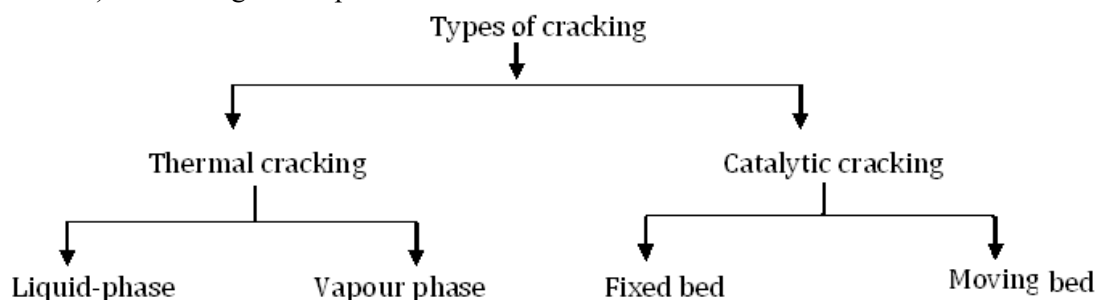 Types of cracking
Thermal cracking
Catalytic cracking
Liquid-phase
Vapour phase
Fixed bed
Moving bed